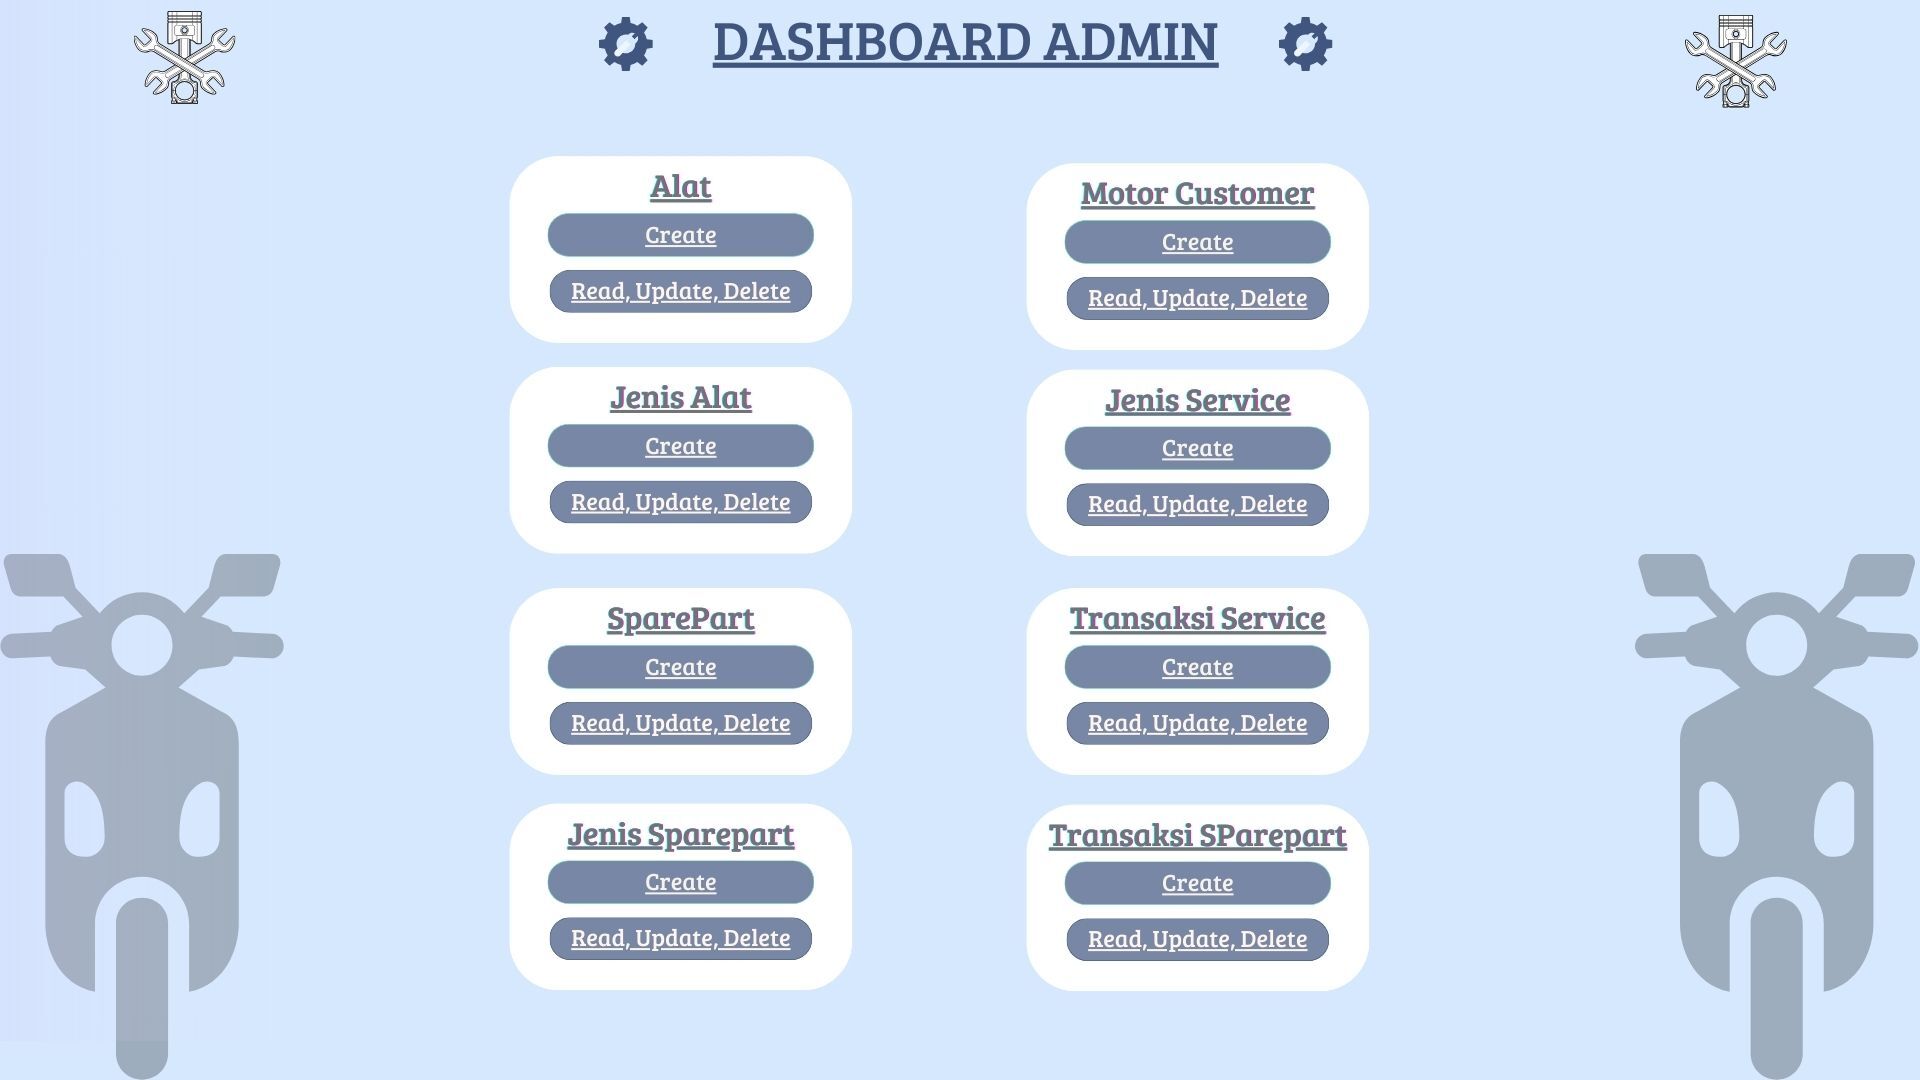 DASHBOARD ADMIN
Alat
Create
Read, Update, Delete
Motor Customer
Create
Read, Update, Delete
Jenis Alat
Create
Read, Update, Delete
Jenis Service
Create
Read, Update, Delete
SparePart
Create
Read, Update, Delete
Transaksi Service
Create
Read, Update, Delete
Jenis Sparepart
Create
Read, Update, Delete
Transaksi SParepart
Create
Read, Update, Delete